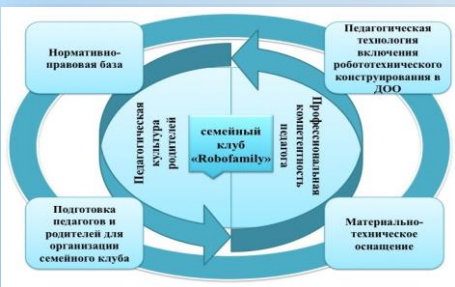 Нормативно-
правовая база
Педагогическая
технология включения
робототехнического
конструирования в
ДОО
Педагогическая
культура
родителей
семейный
клуб
«Robofamily»
Профессиональная
компетентность
педагога
Подготовка
педагогов и
родителей для
организации
семейного клуба
Материально-
техническое
оснащение